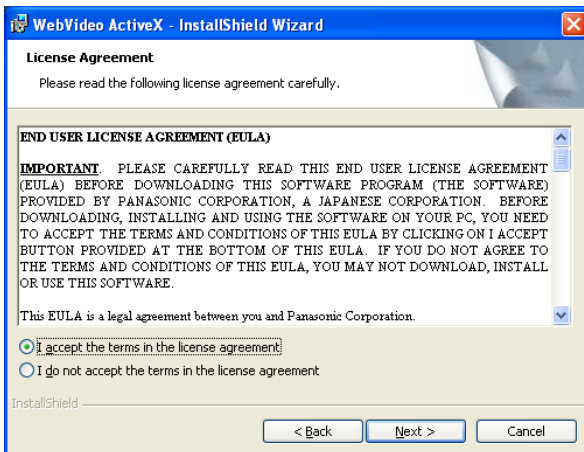 WebVideo ActiveX - InstallShield Wizard
License Agreement
Please read the following license agreement carefully.
END USER LICENSE AGREEMENT (EULA)
IMPORTANT. PLEASE CAREFULLY READ THIS END USER LICENSE AGREEMENT
(EULA) BEFORE DOWNLOADING THIS SOFTWARE PROGRAM (THE SOFTWARE)
PROVIDED BY PANASONIC CORPORATION, A JAPANESE CORPORATION. BEFORE
DOWNLOADING, INSTALLING AND USING THE SOFTWARE ON YOUR PC, YOU NEED
TO ACCEPT THE TERMS AND CONDITIONS OF THIS EULA BY CLICKING ON I ACCEPT
BUTTON PROVIDED AT THE BOTTOM OF THIS EULA. IF YOU DO NOT AGREE TO
THE TERMS AND CONDITIONS OF THIS EULA, YOU MAY NOT DOWNLOAD, INSTALL
OR USE THIS SOFTWARE.
This EULA is a legal agreement between you and Panasonic Corporation.
I accept the terms in the license agreement
I do not accept the terms in the license agreement
InstallShield
< Back Next > Cancel